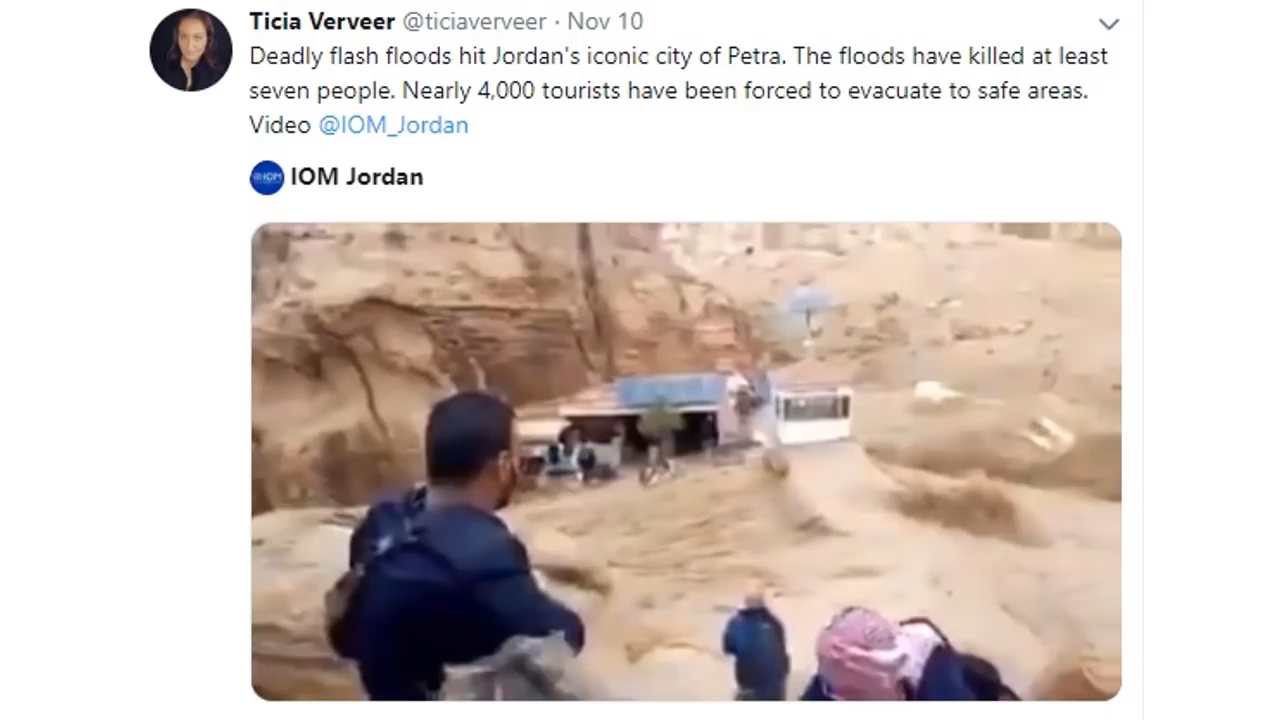 Ticia Verveer @ticiaverveer · Nov 10
Deadly flash floods hit Jordan's iconic city of Petra. The floods have killed at least
seven people. Nearly 4,000 tourists have been forced to evacuate to safe areas.
Video @IOM_Jordan
IOM Jordan